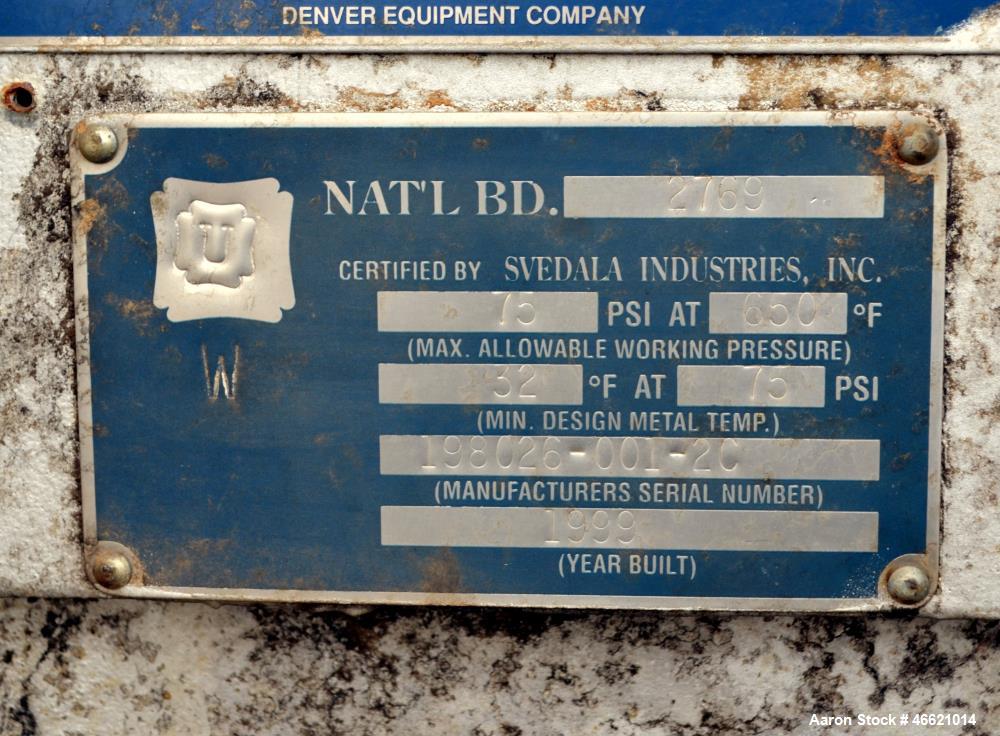 DENVER EQUIPMENT COMPANY
U
NAT'L BD. 2769
CERTIFIED BY SVEDALA INDUSTRIES, INC.
75 PSI AT 650 °F
(MAX. ALLOWABLE WORKING PRESSURE)
W
32 °F AT 75 PSI
(MIN. DESIGN METAL TEMP.)
198026-001-2C
(MANUFACTURERS SERIAL NUMBER)
1999
(YEAR BUILT)
Aaron Stock # 46621014